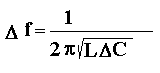 Δ f = 1 / 2 π √LΔC